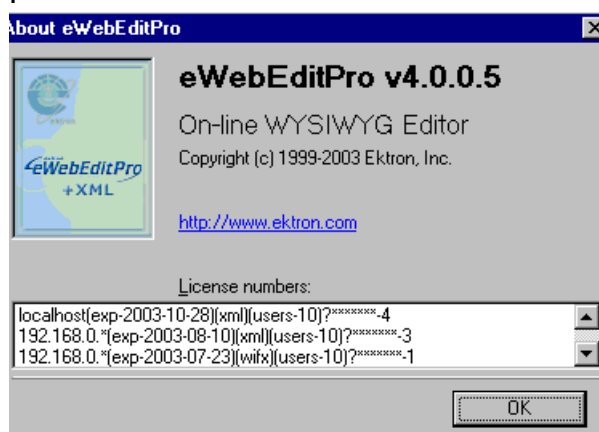 About eWebEditPro
eWebEditPro v4.0.0.5
On-line WYSIWYG Editor
Copyright (c) 1999-2003 Ektron, Inc.
eWebEditPro
+XML
http://www.ektron.com
License numbers:
localhost(exp-2003-10-28)(xml)(users-10)?*******-4
192.168.0.*(exp-2003-08-10)(xml)(users-10)?*******-3
192.168.0.*(exp-2003-07-23)(wifx)(users-10)?*******-1
OK